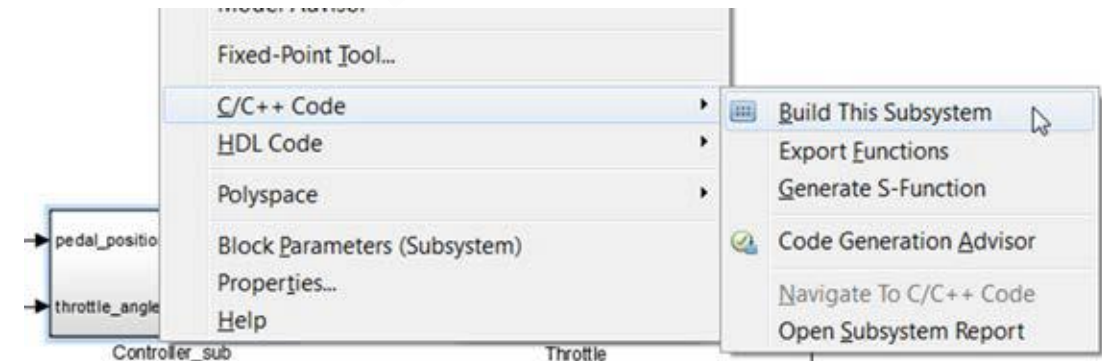 Fixed-Point Tool...
C/C++ Code
HDL Code
Polyspace
Block Parameters (Subsystem)
Properties...
Help
Build This Subsystem
Export Functions
Generate S-Function
Code Generation Advisor
Navigate To C/C++ Code
Open Subsystem Report
pedal_positio
throttle_angle
Controller_sub
Throttle